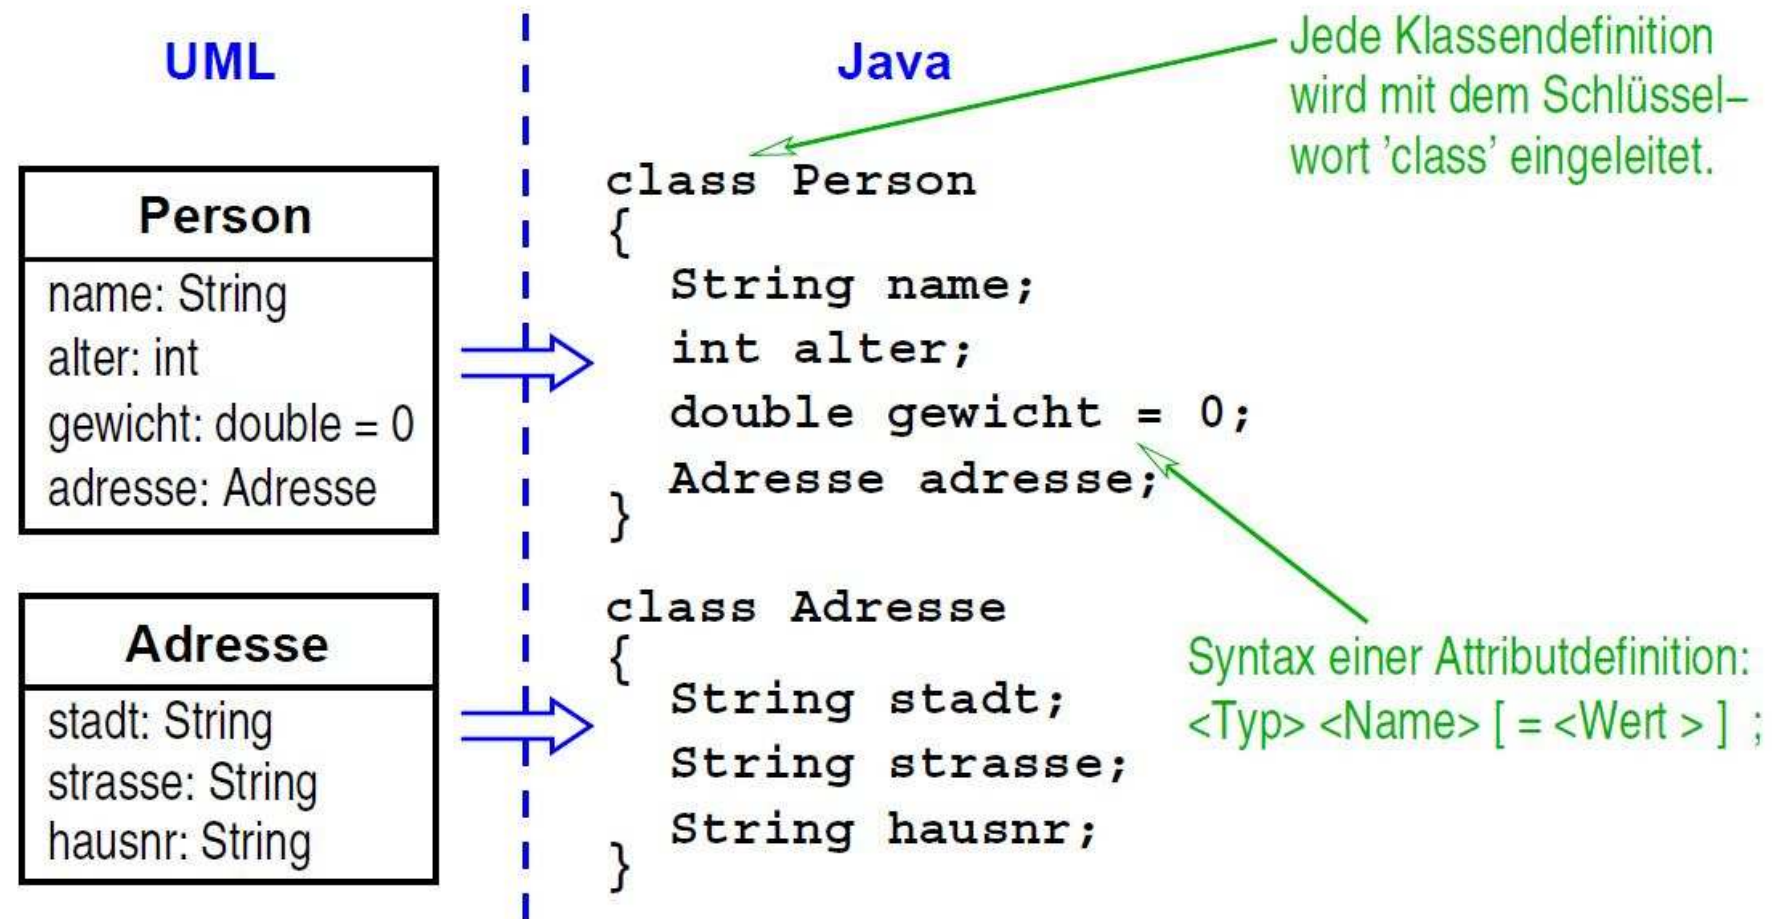 UML
Java
Jede Klassendefinition
wird mit dem Schlüssel–
wort ’class’ eingeleitet.
Person
name: String
alter: int
gewicht: double = 0
adresse: Adresse
class Person
{
String name;
int alter;
double gewicht = 0;
Adresse adresse;
}
Adresse
stadt: String
strasse: String
hausnr: String
class Adresse
{
String stadt;
String strasse;
String hausnr;
}
Syntax einer Attributdefinition:
<Typ> <Name> [ = <Wert > ] ;